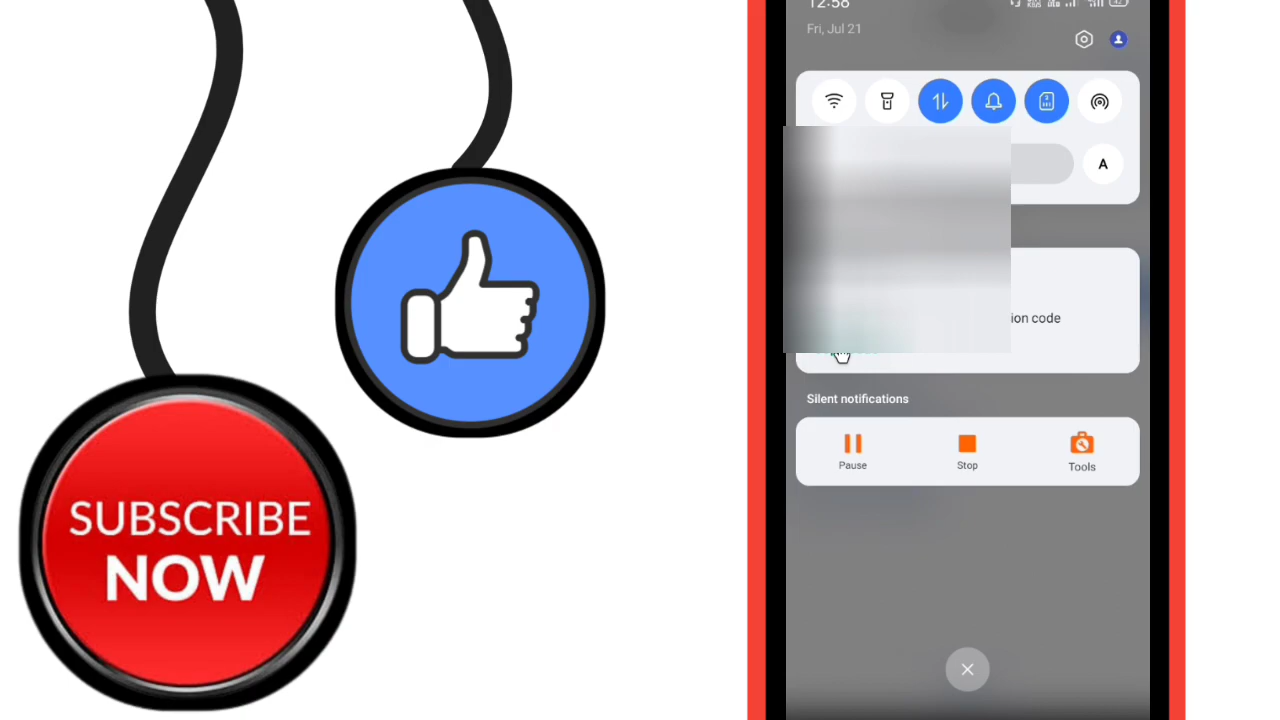 SUBSCRIBE
NOW
12:58
Fri, Jul 21
A
ion code
Silent notifications
Pause
Stop
Tools